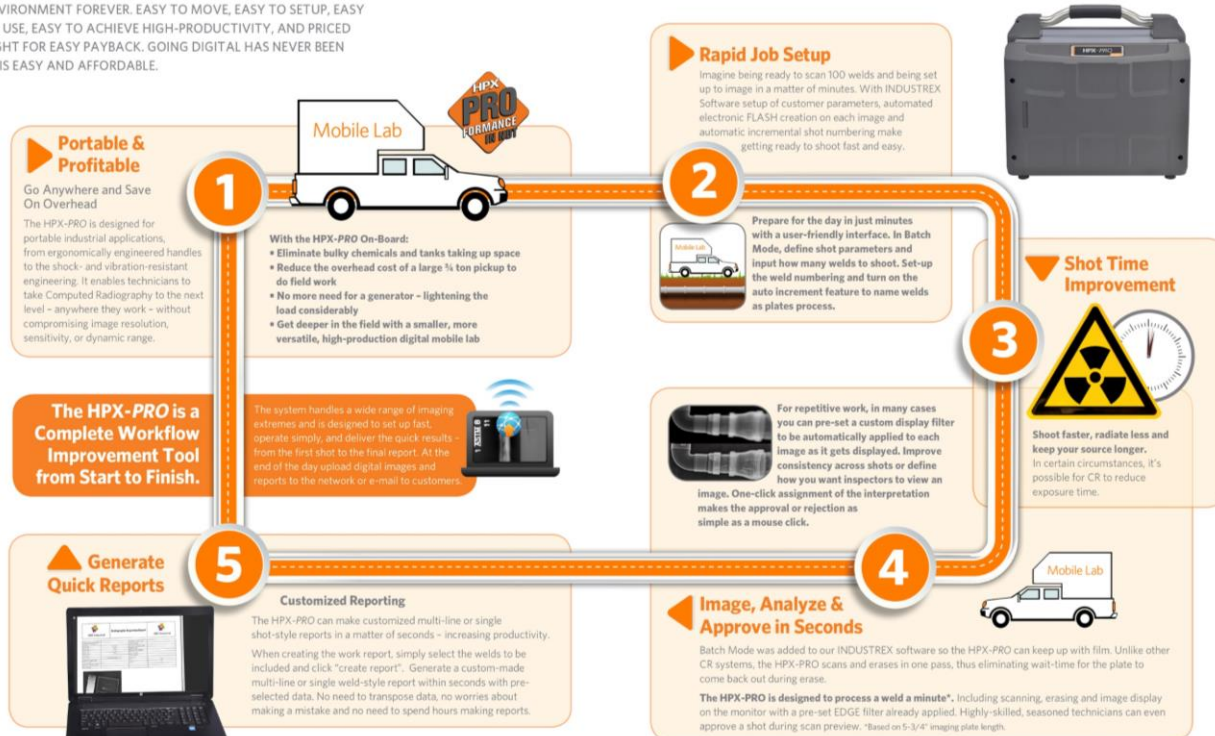 VIRONMENT FOREVER. EASY TO MOVE, EASY TO SETUP, EASY
USE, EASY TO ACHIEVE HIGH-PRODUCTIVITY, AND PRICED
FOR EASY PAYBACK. GOING DIGITAL HAS NEVER BEEN
EASY AND AFFORDABLE.
HPX-PRO
HPX
PRO
FORMANCE
Mobile Lab
Portable &
Profitable
Go Anywhere and Save
On Overhead
The HPX-PRO is designed for
portable industrial applications,
from ergonomically engineered handles
to the shock- and vibration-resistant
engineering. It enables technicians to
take Computed Radiography to the next
level – anywhere they work – without
compromising image resolution,
sensitivity, or dynamic range.
1
With the HPX-PRO On-Board:
• Eliminate bulky chemicals and tanks taking up space
• Reduce the overhead cost of a large ¾ ton pickup to
do field work
• No more need for a generator – lightening the
load considerably
• Get deeper in the field with a smaller, more
versatile, high-production digital mobile lab
Rapid Job Setup
Imagine being ready to scan 100 welds and being set
up to image in a matter of minutes. With INDUSTREX
Software setup of customer parameters, automated
electronic FLASH creation on each image and
automatic incremental shot numbering make
getting ready to shoot fast and easy.
2
Mobile Lab
Prepare for the day in just minutes
with a user-friendly interface. In Batch
Mode, define shot parameters and
input how many welds to shoot. Set-up
the weld numbering and turn on the
auto increment feature to name welds
as plates process.
Shot Time
Improvement
3
Shoot faster, radiate less and
keep your source longer.
In certain circumstances, it's
possible for CR to reduce
exposure time.
The HPX-PRO is a
Complete Workflow
Improvement Tool
from Start to Finish.
The system handles a wide range of imaging
extremes and is designed to set up fast,
operate simply, and deliver the quick results –
from the first shot to the final report. At the
end of the day upload digital images and
reports to the network or e-mail to customers.
For repetitive work, in many cases
you can pre-set a custom display filter
to be automatically applied to each
image as it gets displayed. Improve
consistency across shots or define
how you want inspectors to view an
image. One-click assignment of the interpretation
makes the approval or rejection as
simple as a mouse click.
4
Mobile Lab
Image, Analyze &
Approve in Seconds
Batch Mode was added to our INDUSTREX software so the HPX-PRO can keep up with film. Unlike other
CR systems, the HPX-PRO scans and erases in one pass, thus eliminating wait-time for the plate to
come back out during erase.
The HPX-PRO is designed to process a weld a minute*. Including scanning, erasing and image display
on the monitor with a pre-set EDGE filter already applied. Highly-skilled, seasoned technicians can even
approve a shot during scan preview. *Based on 5-3/4" imaging plate length.
5
Generate
Quick Reports
Customized Reporting
The HPX-PRO can make customized multi-line or single
shot-style reports in a matter of seconds – increasing productivity.
When creating the work report, simply select the welds to be
included and click "create report". Generate a custom-made
multi-line or single weld-style report within seconds with pre-
selected data. No need to transpose data, no worries about
making a mistake and no need to spend hours making reports.